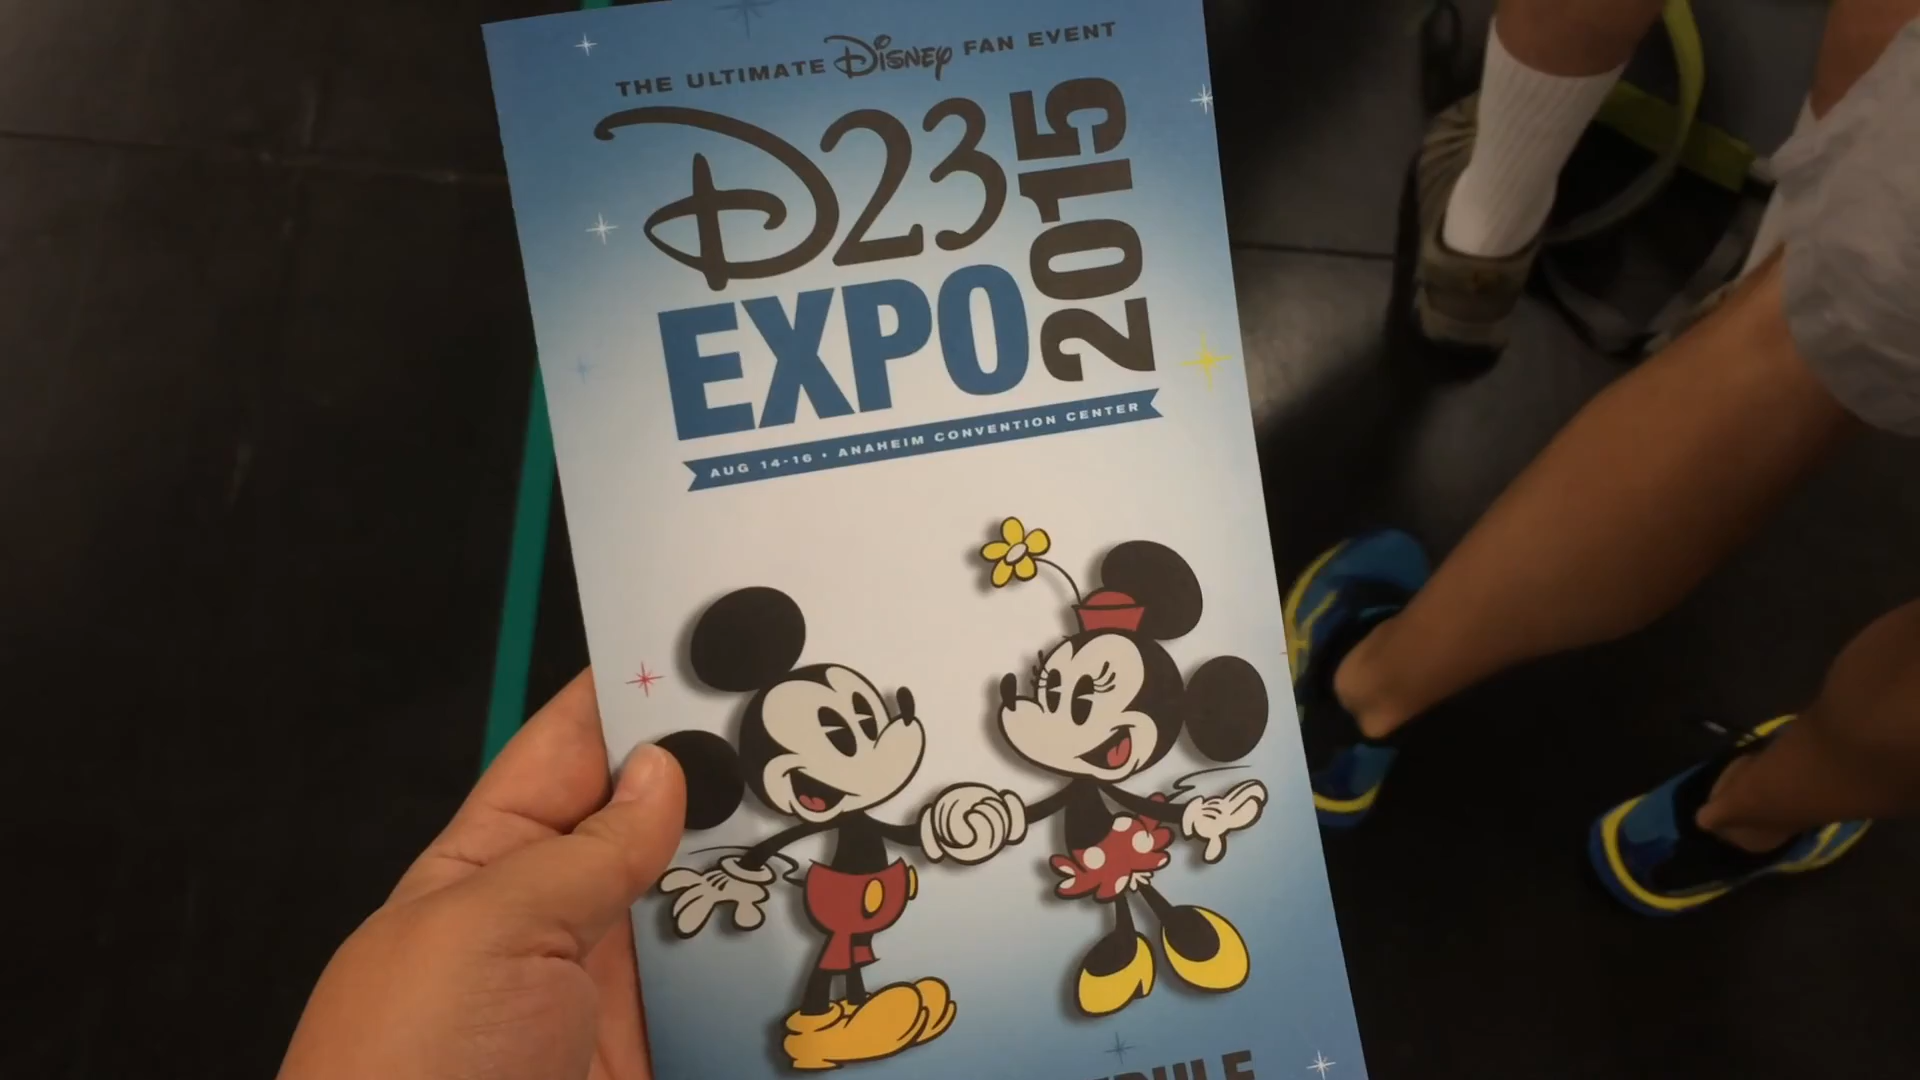 THE ULTIMATE Disney FAN EVENT
D23
EXPO
2015
AUG 14-16 • ANAHEIM CONVENTION CENTER